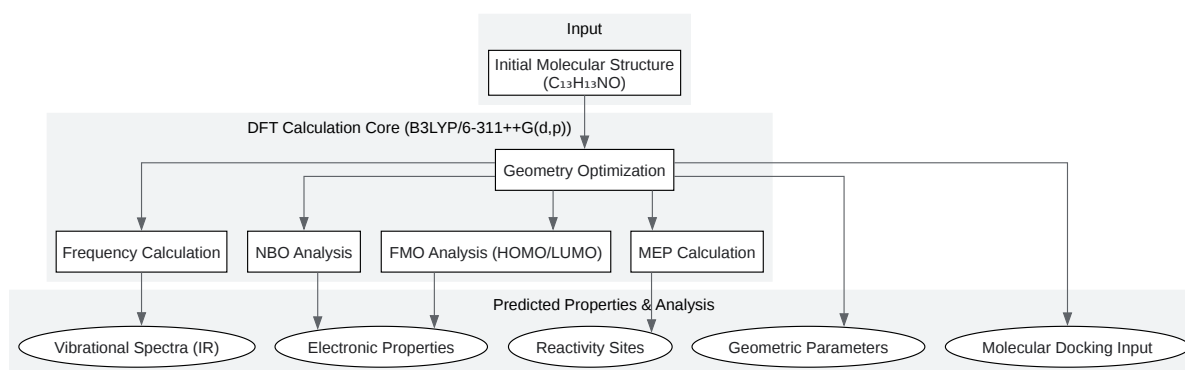 Input
Initial Molecular Structure
(C₁₃H₁₃NO)
DFT Calculation Core (B3LYP/6-311++G(d,p))
Geometry Optimization
Frequency Calculation
NBO Analysis
FMO Analysis (HOMO/LUMO)
MEP Calculation
Predicted Properties & Analysis
Vibrational Spectra (IR)
Electronic Properties
Reactivity Sites
Geometric Parameters
Molecular Docking Input